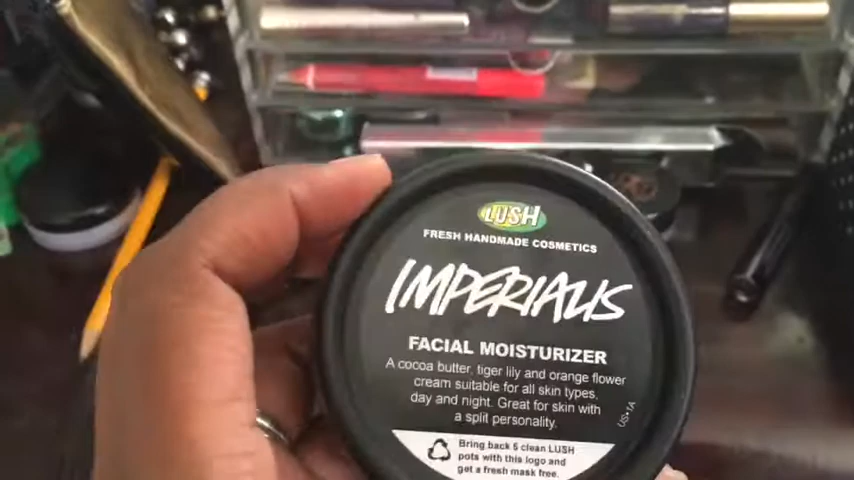 LUSH
FRESH HANDMADE COSMETICS
IMPERIALIS
FACIAL MOISTURIZER
A cocoa butter, tiger lily and orange flower
cream suitable for all skin types,
day and night. Great for skin with
a split personality.
US-1A
Bring back 5 clean LUSH
pots with this logo and
get a fresh mask free.